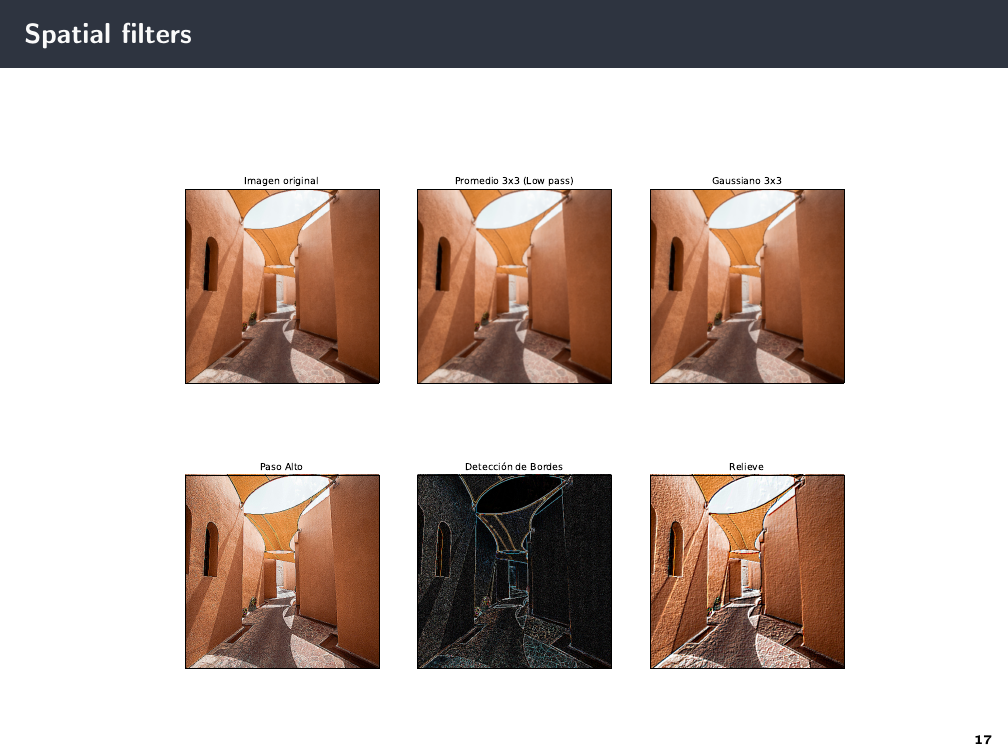 Spatial filters
Imagen original
Promedio 3x3 (Low pass)
Gaussiano 3x3
Paso Alto
Detección de Bordes
Relieve
17